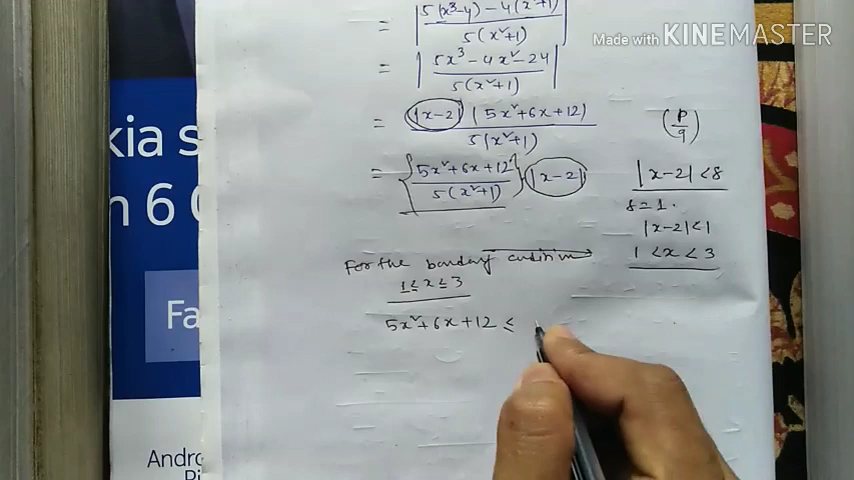 = |5(x³-4) - 4(x²+1) / 5(x²+1)|
Made with KINEMASTER
= |5x³ - 4x² - 24 / 5(x²+1)|
= |x-2| (5x²+6x+12) / 5(x²+1)
(P/q)
= {5x²+6x+12 / 5(x²+1)} · |x-2|
|x-2| < δ
δ = 1.
|x-2| < 1
1 < x < 3
For the bonday
1 ≤ x ≤ 3
5x²+6x+12 ≤
kia s
n 6
Fa
Andro